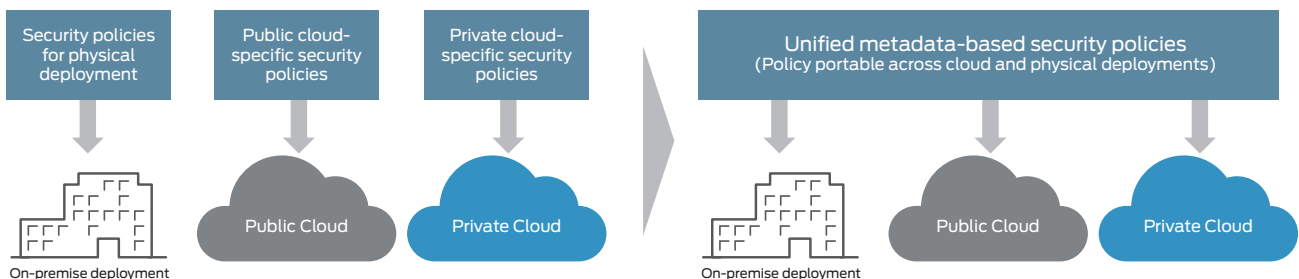 Security policies
for physical
deployment
Public cloud-
specific security
policies
Private cloud-
specific security
policies
Public Cloud
Private Cloud
On-premise deployment
Unified metadata-based security policies
(Policy portable across cloud and physical deployments)
Public Cloud
Private Cloud
On-premise deployment